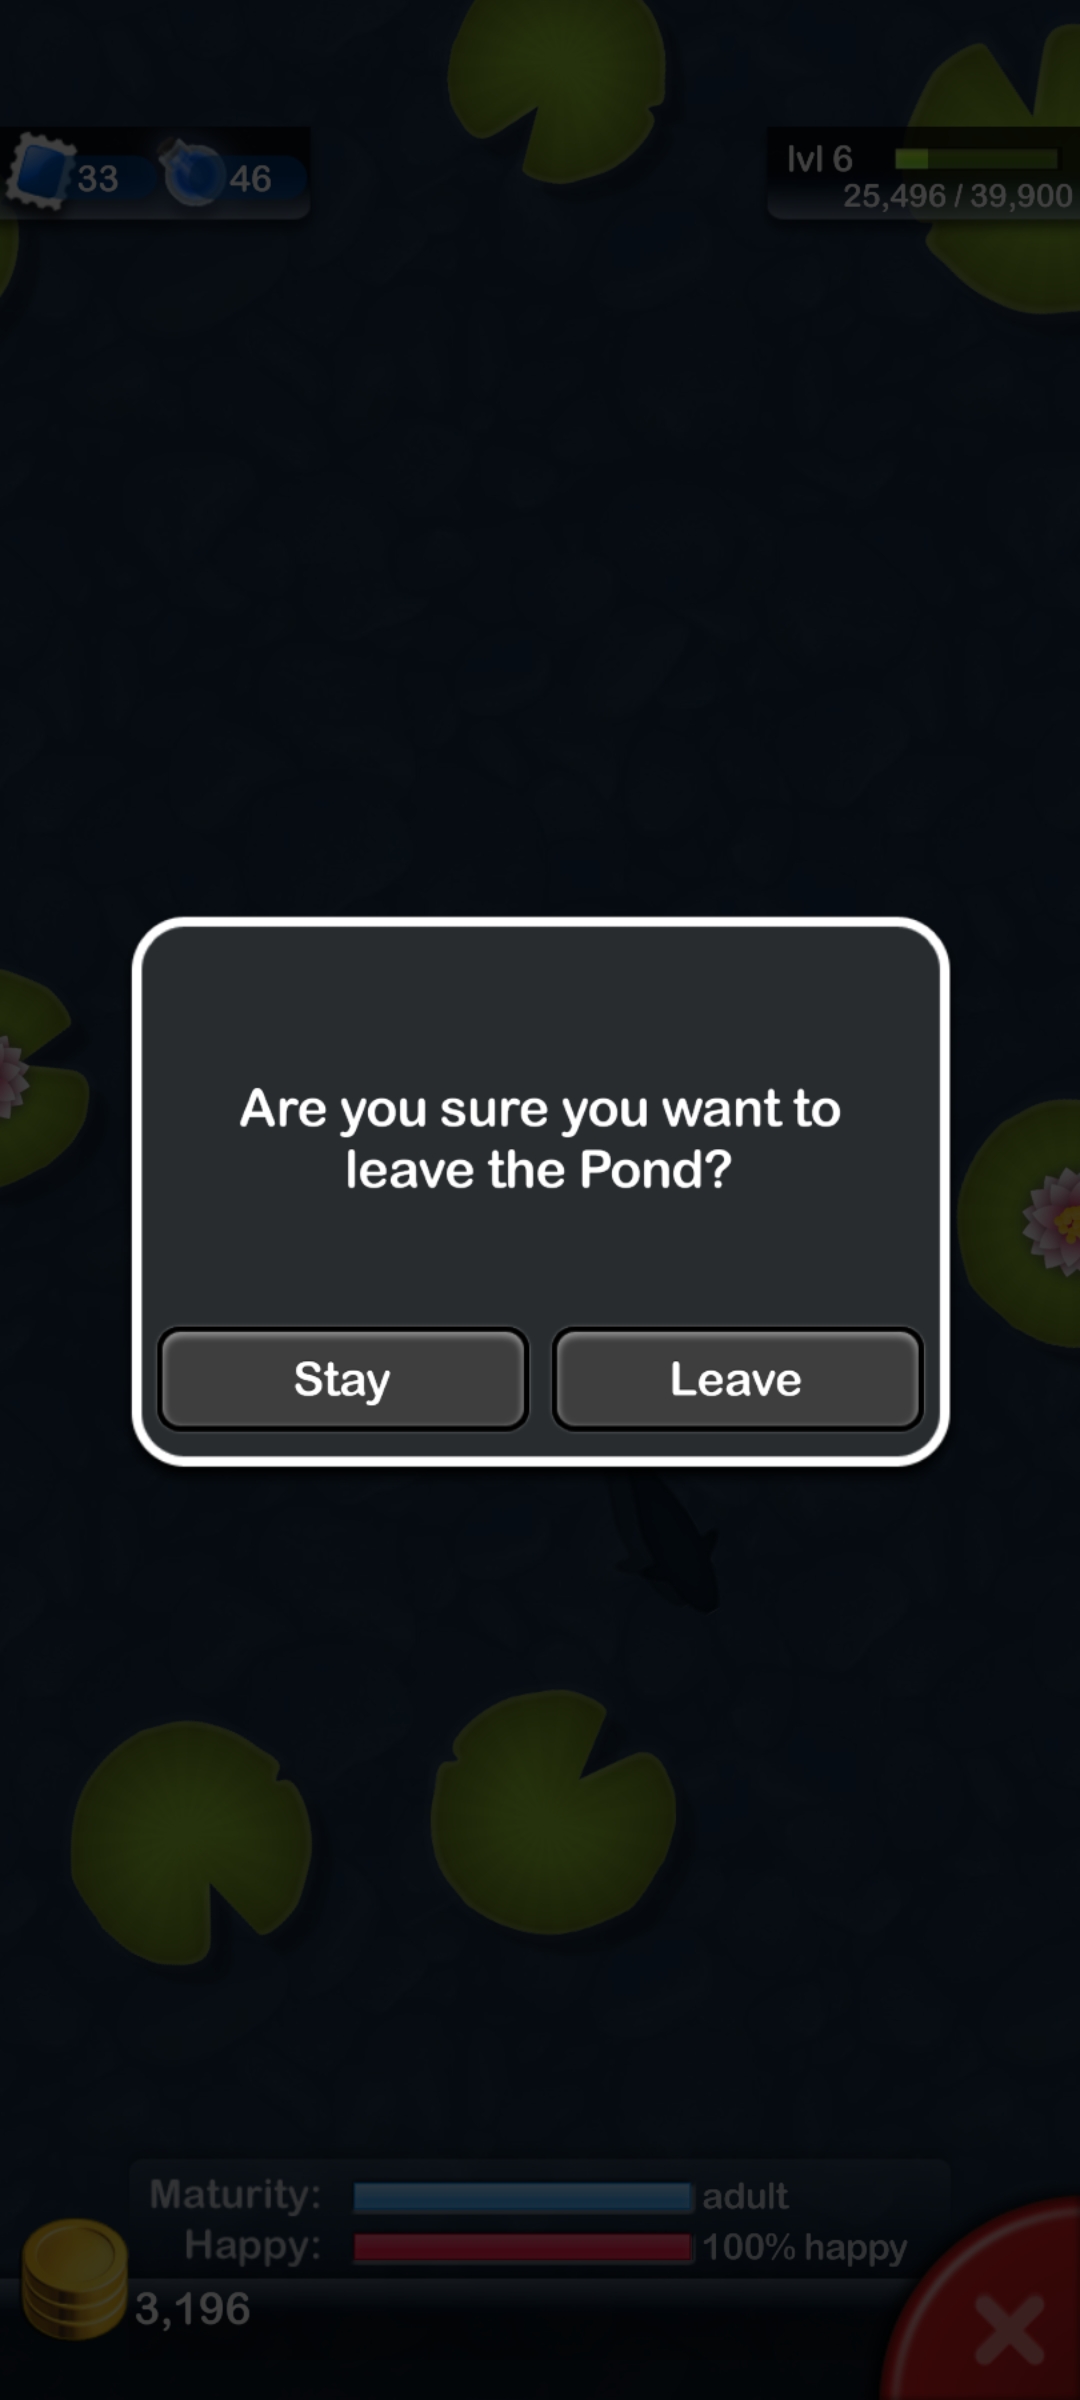 33 46
lvl 6
25,496 / 39,900
Are you sure you want to
leave the Pond?
Stay Leave
Maturity: adult
Happy: 100% happy
3,196